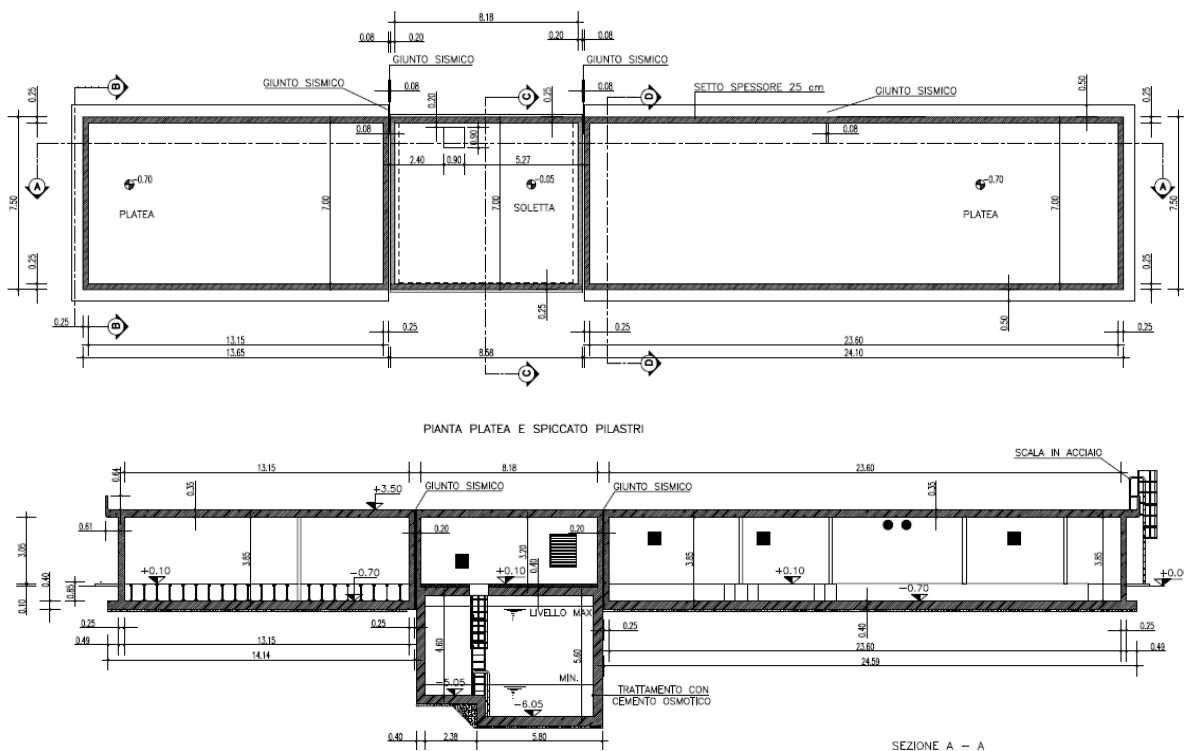 8.18
0.08 0.20 0.20 0.08
GIUNTO SISMICO GIUNTO SISMICO
GIUNTO SISMICO 0.08 0.08 SETTO SPESSORE 25 cm GIUNTO SISMICO 0.50
B C D
0.25 0.20 0.25 0.25
0.08 0.90 0.08
2.40 0.90 5.27
A A
-0.70 -0.05 -0.70
7.50 7.00 7.00 7.00 7.50
PLATEA SOLETTA PLATEA
0.25 0.25
0.25 0.50
0.25 B 0.25 0.25 0.25
13.15 23.60
13.65 8.58 24.10
C D
PIANTA PLATEA E SPICCATO PILASTRI
SCALA IN ACCIAIO
13.15 8.18 23.60
0.64 0.35 +3.50 GIUNTO SISMICO GIUNTO SISMICO 0.35
0.61 0.20 0.20
3.05 3.85 3.20 3.85 3.85
0.40 0.40
+0.10 -0.70 +0.10 +0.10 +0.0
0.85 -0.70
0.10 LIVELLO MAX
0.25 0.25 0.25 0.40 0.25
0.49 13.15 4.60 5.60 23.60 0.49
14.14 24.59
MIN.
-5.05 TRATTAMENTO CON
CEMENTO OSMOTICO
-6.05
0.40 2.38 5.80
SEZIONE A - A